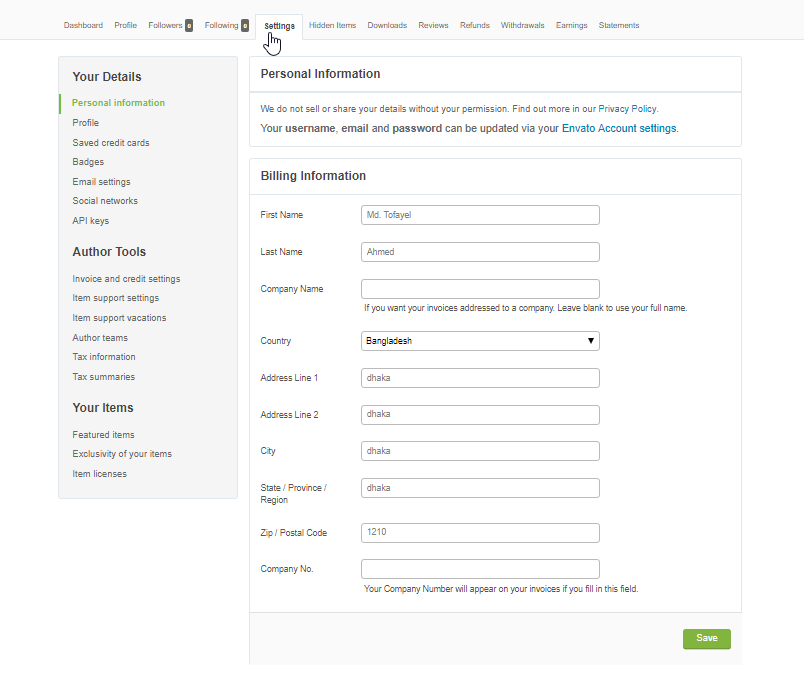 Dashboard Profile Followers 0 Following 0 Settings Hidden Items Downloads Reviews Refunds Withdrawals Earnings Statements
Your Details
Personal information
Profile
Saved credit cards
Badges
Email settings
Social networks
API keys
Author Tools
Invoice and credit settings
Item support settings
Item support vacations
Author teams
Tax information
Tax summaries
Your Items
Featured items
Exclusivity of your items
Item licenses
Personal Information
We do not sell or share your details without your permission. Find out more in our Privacy Policy.
Your username, email and password can be updated via your Envato Account settings.
Billing Information
First Name Md. Tofayel
Last Name Ahmed
Company Name
If you want your invoices addressed to a company. Leave blank to use your full name.
Country Bangladesh
Address Line 1 dhaka
Address Line 2 dhaka
City dhaka
State / Province / Region dhaka
Zip / Postal Code 1210
Company No.
Your Company Number will appear on your invoices if you fill in this field.
Save